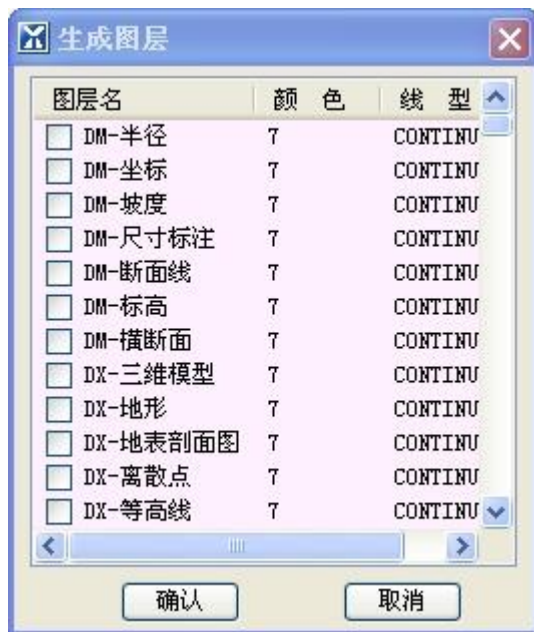 生成图层
图层名 颜 色 线 型
DM-半径 7 CONTINU
DM-坐标 7 CONTINU
DM-坡度 7 CONTINU
DM-尺寸标注 7 CONTINU
DM-断面线 7 CONTINU
DM-标高 7 CONTINU
DM-横断面 7 CONTINU
DX-三维模型 7 CONTINU
DX-地形 7 CONTINU
DX-地表剖面图 7 CONTINU
DX-离散点 7 CONTINU
DX-等高线 7 CONTINU
确认 取消